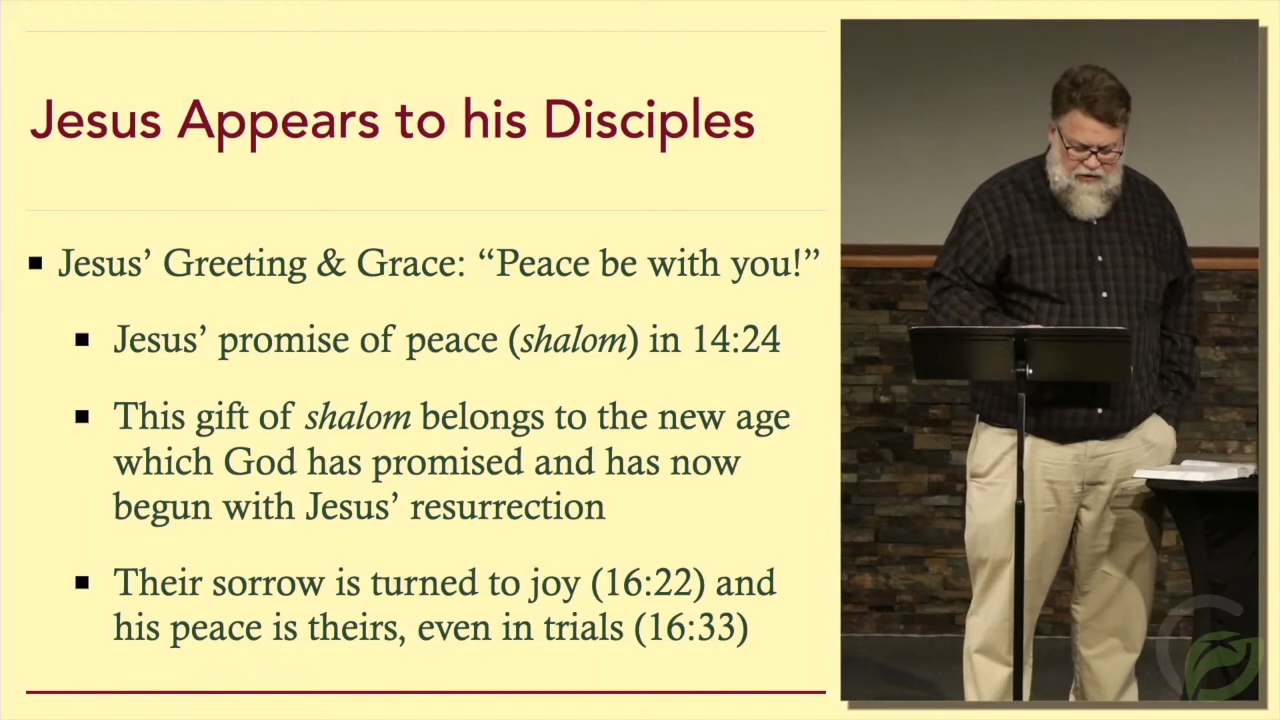 Jesus Appears to his Disciples
▪ Jesus’ Greeting & Grace: “Peace be with you!”
▪ Jesus’ promise of peace (shalom) in 14:24
▪ This gift of shalom belongs to the new age
which God has promised and has now
begun with Jesus’ resurrection
▪ Their sorrow is turned to joy (16:22) and
his peace is theirs, even in trials (16:33)